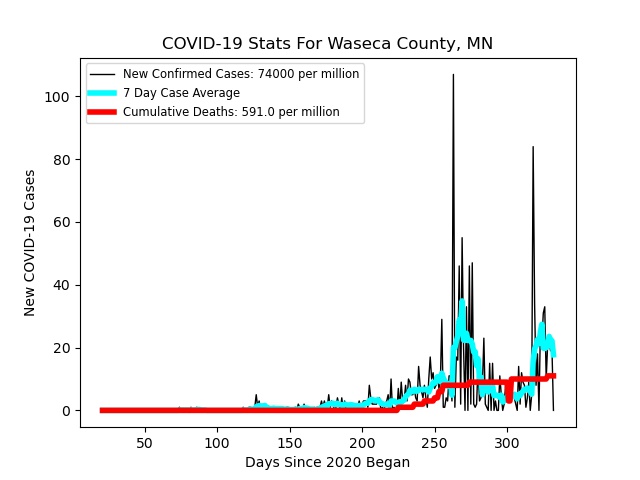 COVID-19 Stats For Waseca County, MN
New Confirmed Cases: 74000 per million
7 Day Case Average
Cumulative Deaths: 591.0 per million
New COVID-19 Cases
100
80
60
40
20
0
50 100 150 200 250 300
Days Since 2020 Began